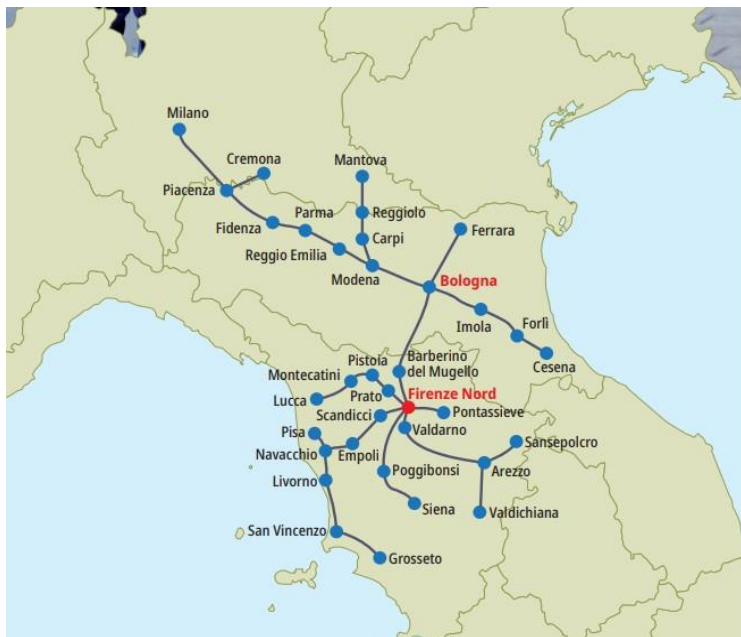 Milano
Cremona
Mantova
Piacenza
Parma
Reggiolo
Fidenza
Ferrara
Carpi
Reggio Emilia
Modena
Bologna
Imola
Forlì
Cesena
Barberino
del Mugello
Pistoia
Montecatini
Prato
Firenze Nord
Lucca
Scandicci
Pontassieve
Pisa
Valdarno
Sansepolcro
Navacchio
Empoli
Poggibonsi
Arezzo
Livorno
Siena
Valdichiana
San Vincenzo
Grosseto